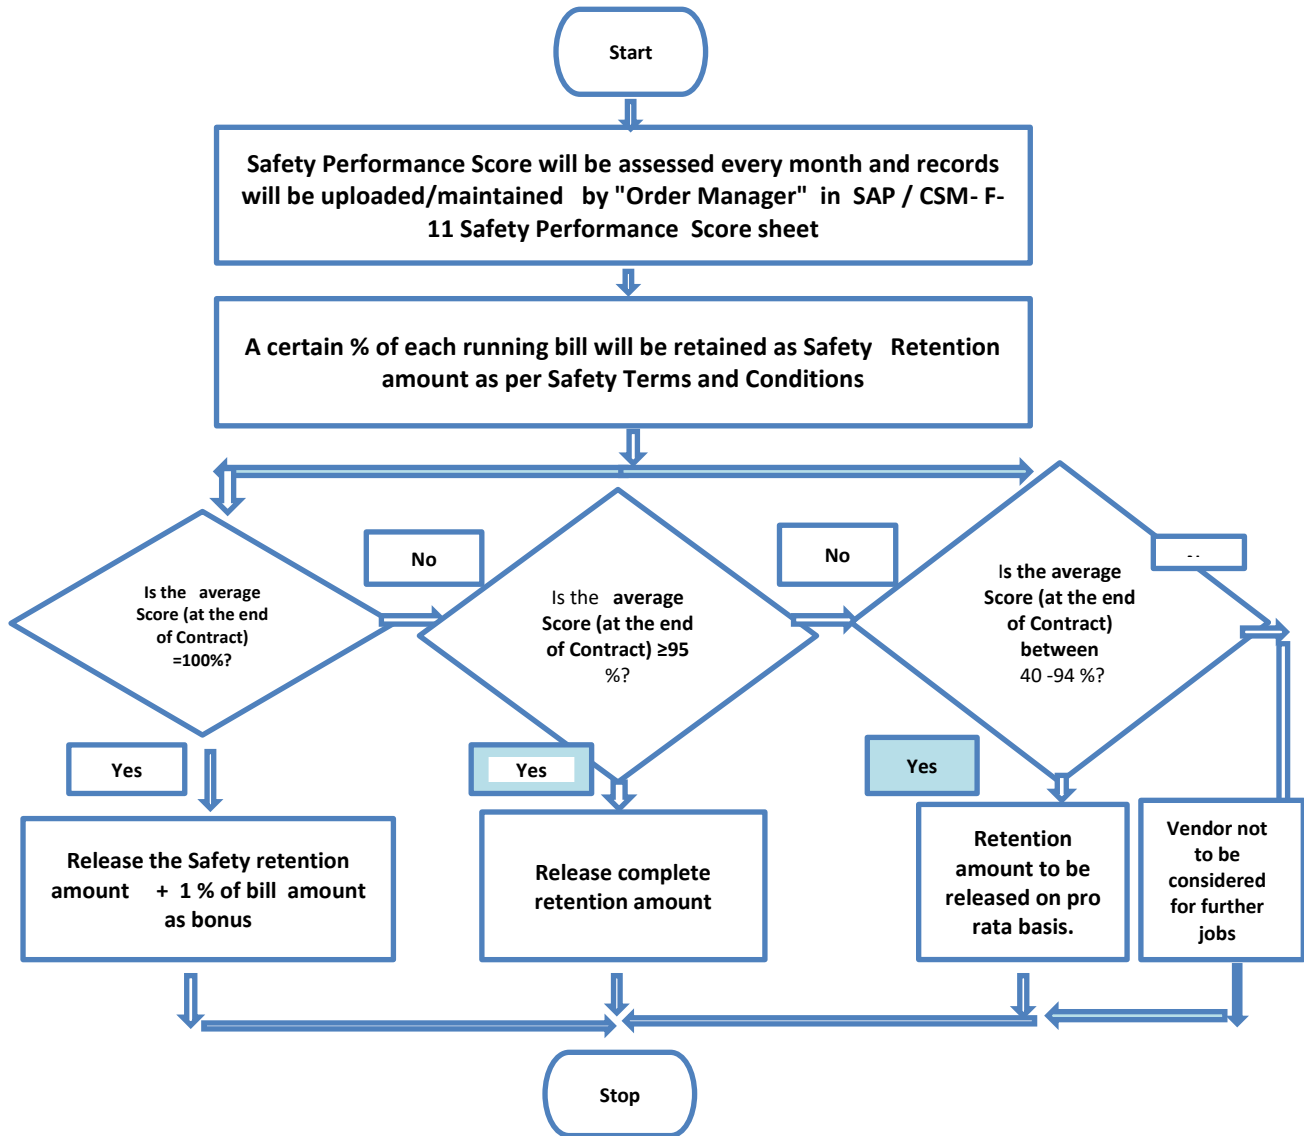 Start
Safety Performance Score will be assessed every month and records
will be uploaded/maintained by "Order Manager" in SAP / CSM- F-
11 Safety Performance Score sheet
A certain % of each running bill will be retained as Safety Retention
amount as per Safety Terms and Conditions
Is the average
Score (at the end
of Contract)
=100%?
No
Is the average
Score (at the end
of Contract) ≥95
%?
No
Is the average
Score (at the end
of Contract)
between
40 -94 %?
Yes
Yes
Yes
Release the Safety retention
amount + 1 % of bill amount
as bonus
Release complete
retention amount
Retention
amount to be
released on pro
rata basis.
Vendor not
to be
considered
for further
jobs
Stop